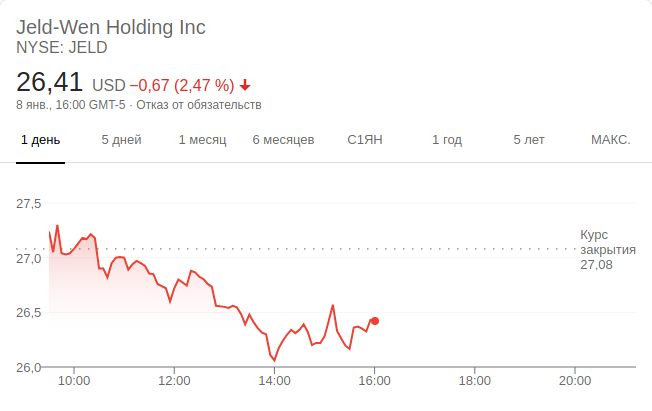 Jeld-Wen Holding Inc
NYSE: JELD
26,41 USD −0,67 (2,47 %)
8 янв., 16:00 GMT-5 · Отказ от обязательств
1 день 5 дней 1 месяц 6 месяцев С1ЯН 1 год 5 лет МАКС.
27,5
Курс
закрытия
27,08
27,0
26,5
26,0
10:00 12:00 14:00 16:00 18:00 20:00